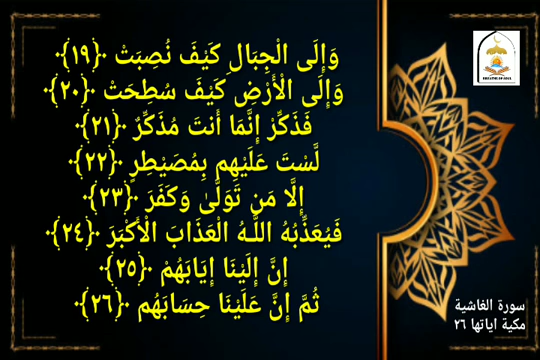 وَإِلَى الْجِبَالِ كَيْفَ نُصِبَتْ ﴿١٩﴾
وَإِلَى الْأَرْضِ كَيْفَ سُطِحَتْ ﴿٢٠﴾
فَذَكِّرْ إِنَّمَا أَنتَ مُذَكِّرٌ ﴿٢١﴾
لَّسْتَ عَلَيْهِم بِمُصَيْطِرٍ ﴿٢٢﴾
إِلَّا مَن تَوَلَّىٰ وَكَفَرَ ﴿٢٣﴾
فَيُعَذِّبُهُ اللَّـهُ الْعَذَابَ الْأَكْبَرَ ﴿٢٤﴾
إِنَّ إِلَيْنَا إِيَابَهُمْ ﴿٢٥﴾
ثُمَّ إِنَّ عَلَيْنَا حِسَابَهُم ﴿٢٦﴾
سورة الغاشية
مكية اياتها ٢٦